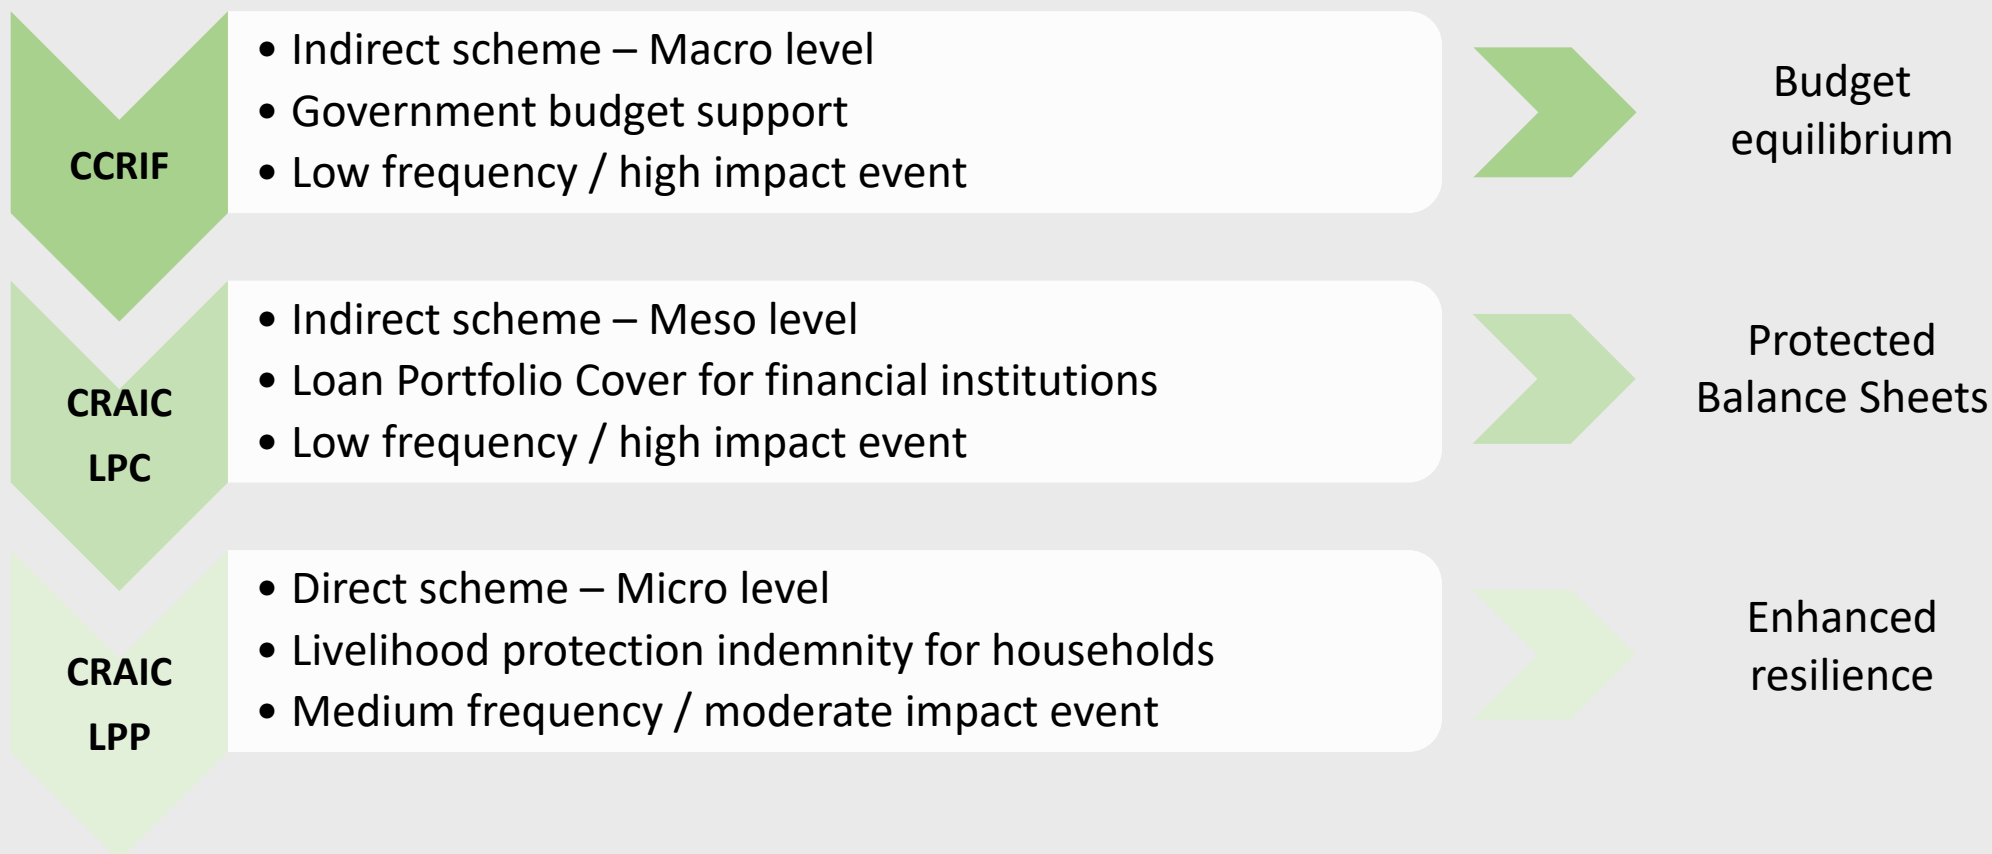 CCRIF
• Indirect scheme – Macro level
• Government budget support
• Low frequency / high impact event
Budget
equilibrium
CRAIC
LPC
• Indirect scheme – Meso level
• Loan Portfolio Cover for financial institutions
• Low frequency / high impact event
Protected
Balance Sheets
CRAIC
LPP
• Direct scheme – Micro level
• Livelihood protection indemnity for households
• Medium frequency / moderate impact event
Enhanced
resilience